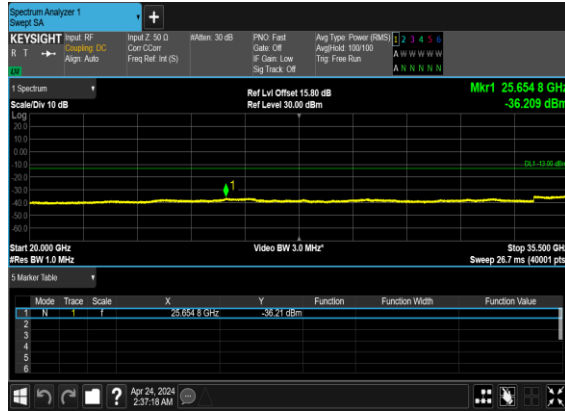 Spectrum Analyzer 1
Swept SA
+
KEYSIGHT Input: RF Input Z: 50 Ω #Atten: 30 dB PNO: Fast Avg Type: Power (RMS) 1 2 3 4 5 6
R T Coupling: DC Corr CCorr Gate: Off Avg|Hold: 100/100 A W W W W W
Align: Auto Freq Ref: Int (S) IF Gain: Low Trig: Free Run
Sig Track: Off A N N N N N
1 Spectrum
Ref Lvl Offset 15.80 dB Mkr1 25.654 8 GHz
Scale/Div 10 dB Ref Level 30.00 dBm -36.209 dBm
Log
20.0
10.0
0.00
-10.0
DL1 -13.00 dBm
-20.0
1
-30.0
-40.0
-50.0
-60.0
Start 20.000 GHz Video BW 3.0 MHz* Stop 35.500 GHz
#Res BW 1.0 MHz Sweep 26.7 ms (40001 pts)
5 Marker Table
Mode Trace Scale X Y Function Function Width Function Value
1 N 1 f 25.654 8 GHz -36.21 dBm
2
3
4
5
6
? Apr 24, 2024
2:37:18 AM